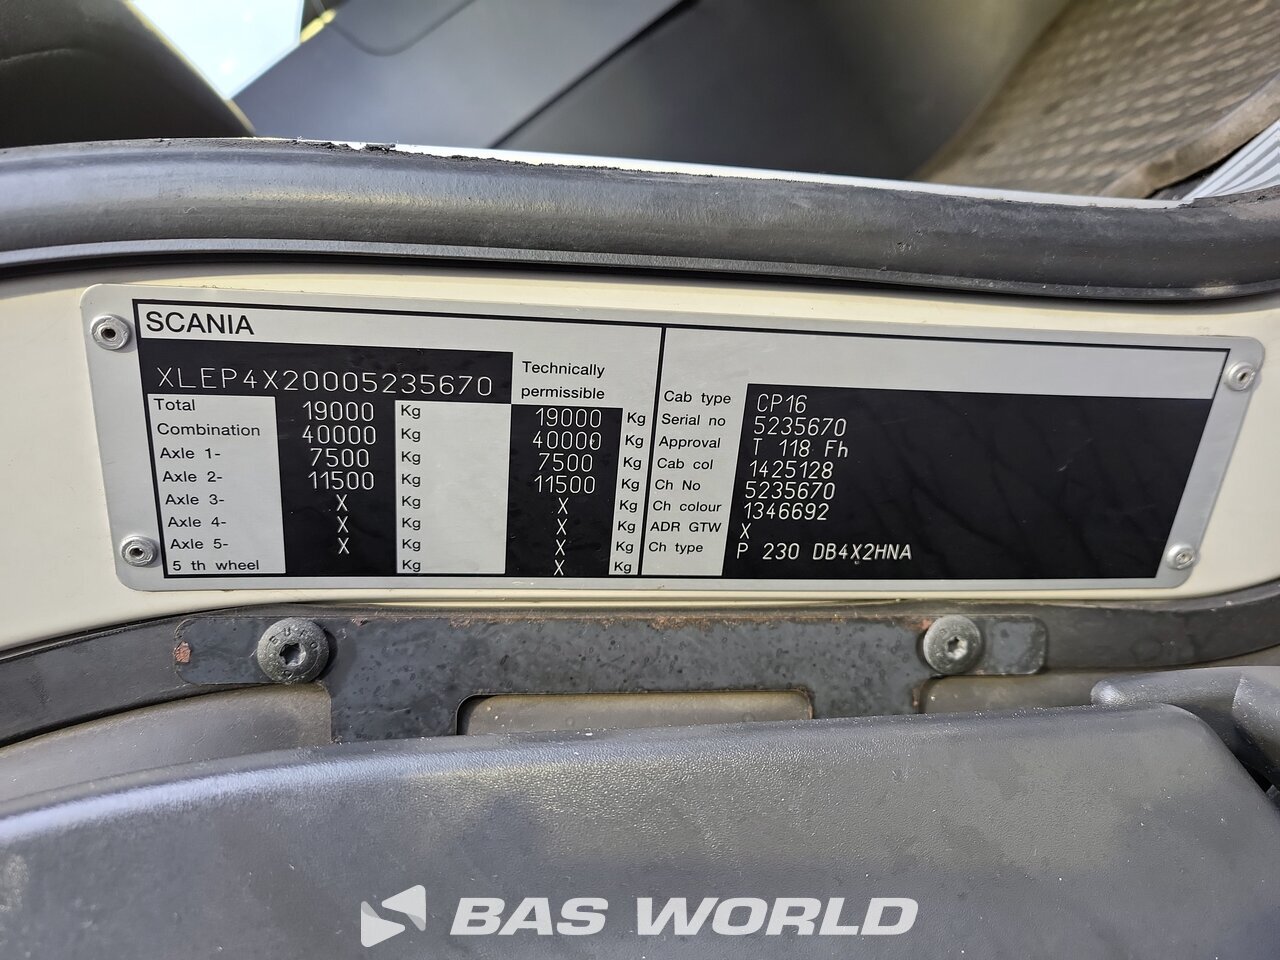 SCANIA
XLEP4X20005235670
Technically
permissible
Total 19000 Kg 19000 Kg
Combination 40000 Kg 40000 Kg
Axle 1- 7500 Kg 7500 Kg
Axle 2- 11500 Kg 11500 Kg
Axle 3- X Kg X Kg
Axle 4- X Kg X Kg
Axle 5- X Kg X Kg
5 th wheel Kg X Kg
Cab type CP16
Serial no 5235670
Approval T 118 Fh
Cab col 1425128
Ch No 5235670
Ch colour 1346692
ADR GTW X
Ch type P 230 DB4X2HNA
BAS WORLD